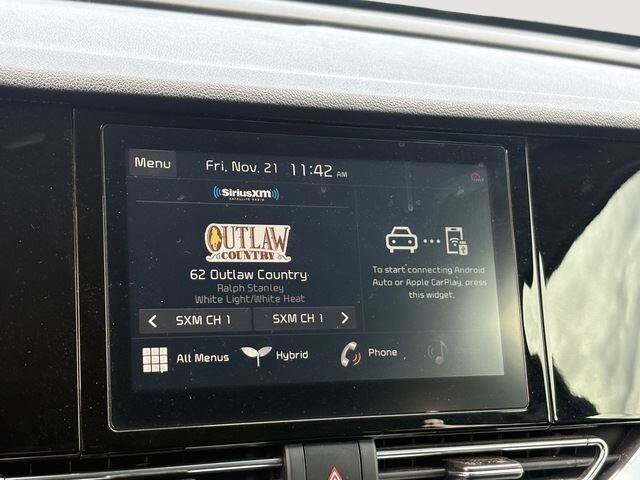 Menu
Fri, Nov. 21 11:42 AM
((SiriusXM))
SATELLITE RADIO
OUTLAW
COUNTRY
62 Outlaw Country
Ralph Stanley
White Light/White Heat
< SXM CH 1
SXM CH 1 >
To start connecting Android
Auto or Apple CarPlay, press
this widget.
All Menus
Hybrid
Phone